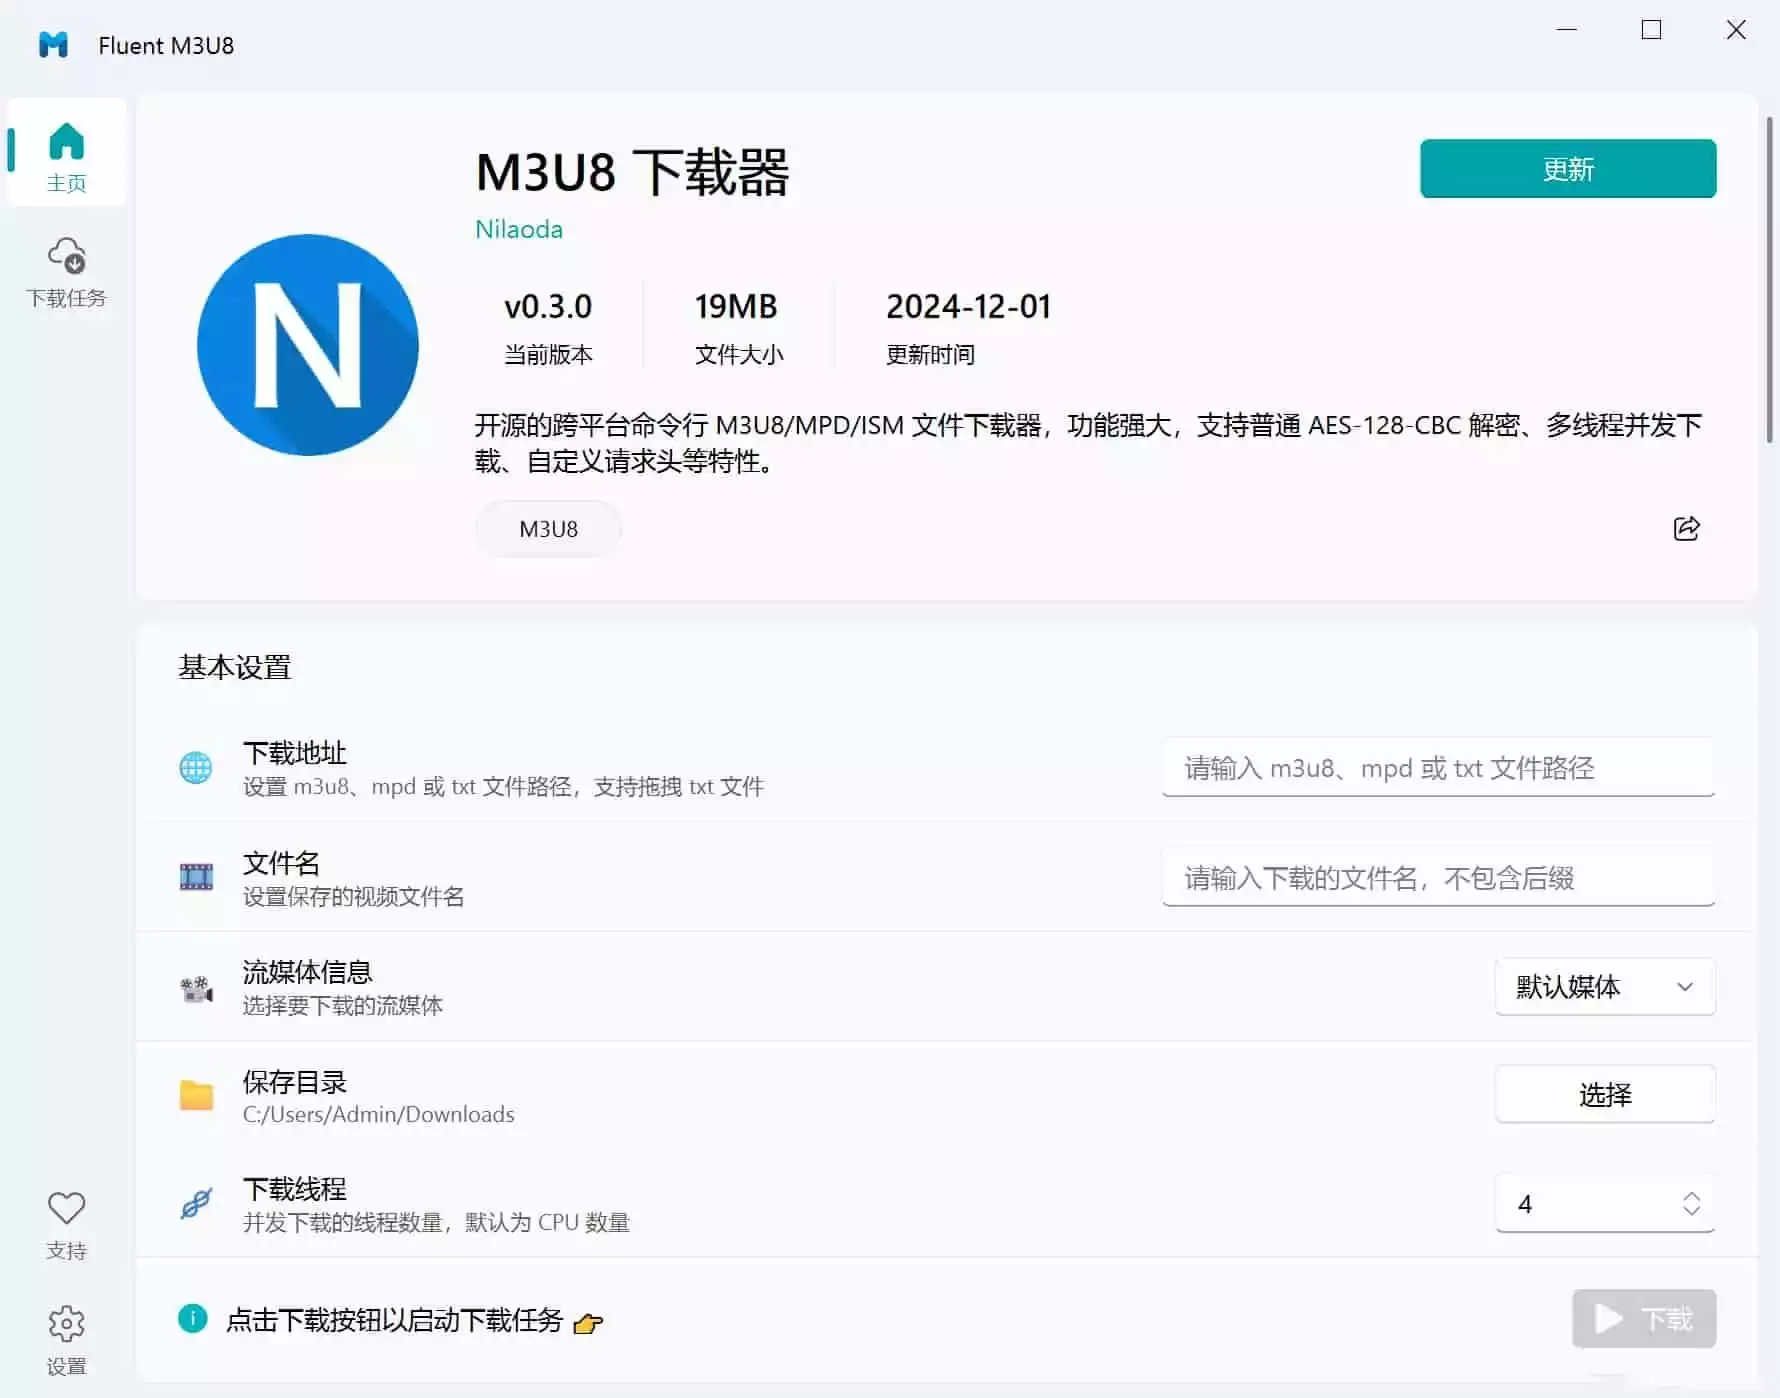 Fluent M3U8
主页
下载任务
M3U8 下载器
更新
Nilaoda
v0.3.0
当前版本
19MB
文件大小
2024-12-01
更新时间
开源的跨平台命令行 M3U8/MPD/ISM 文件下载器，功能强大，支持普通 AES-128-CBC 解密、多线程并发下
载、自定义请求头等特性。
M3U8
基本设置
下载地址
设置 m3u8、mpd 或 txt 文件路径，支持拖拽 txt 文件
请输入 m3u8、mpd 或 txt 文件路径
文件名
设置保存的视频文件名
请输入下载的文件名，不包含后缀
流媒体信息
选择要下载的流媒体
默认媒体
保存目录
C:/Users/Admin/Downloads
选择
下载线程
并发下载的线程数量，默认为 CPU 数量
4
点击下载按钮以启动下载任务 👉
下载
支持
设置